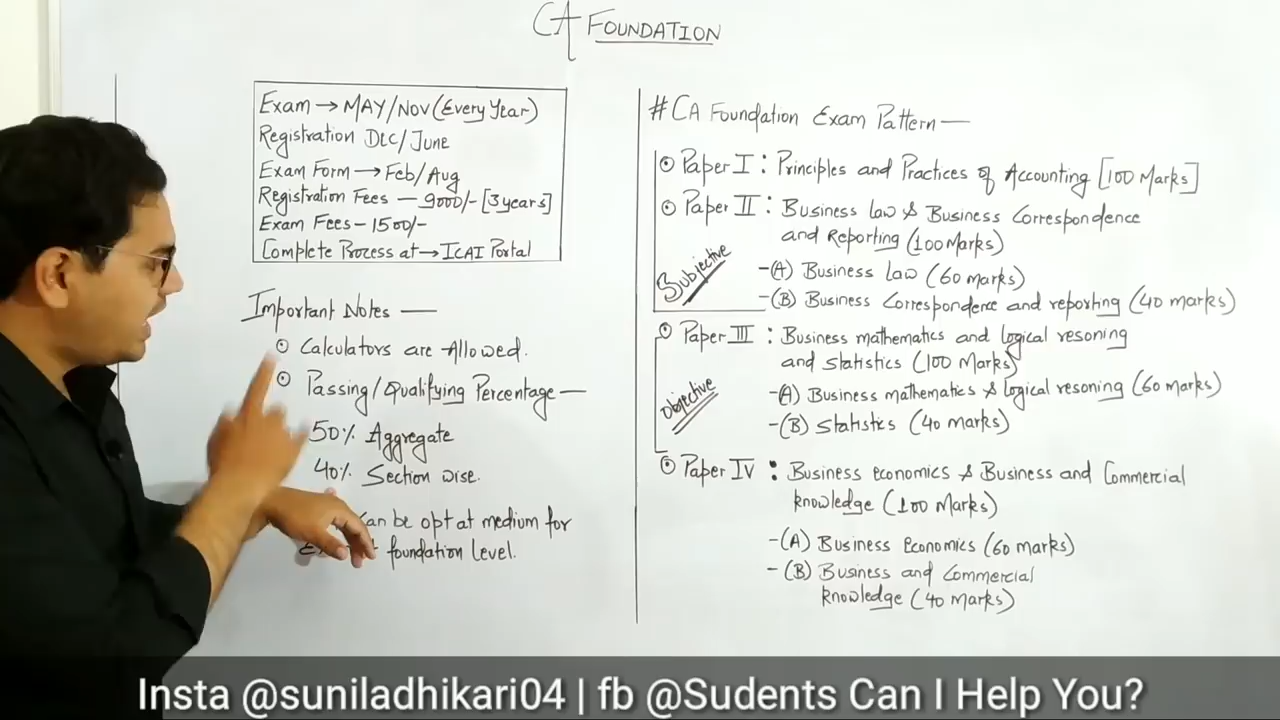 CA FOUNDATION
Exam → MAY/NOV (Every Year)
Registration DEC/June
Exam Form → Feb/Aug
Registration Fees – 9000/- [3 years]
Exam Fees – 1500/-
Complete Process at → ICAI Portal
Important Notes —
Calculators are Allowed.
Passing/Qualifying Percentage —
50% Aggregate
40% Section wise.
can be opt at medium for
foundation level.
# CA Foundation Exam Pattern —
Paper I : Principles and Practices of Accounting [100 Marks]
Paper II : Business law & Business Correspondence
and Reporting (100 Marks)
Subjective
-(A) Business law (60 marks)
-(B) Business Correspondence and reporting (40 marks)
Paper III : Business mathematics and logical resoning
and statistics (100 Marks)
Objective
-(A) Business mathematics & logical resoning (60 marks)
-(B) Statistics (40 marks)
Paper IV : Business economics & Business and Commercial
knowledge (100 Marks)
-(A) Business Economics (60 marks)
-(B) Business and Commercial
knowledge (40 Marks)
Insta @suniladhikari04 | fb @Sudents Can I Help You?